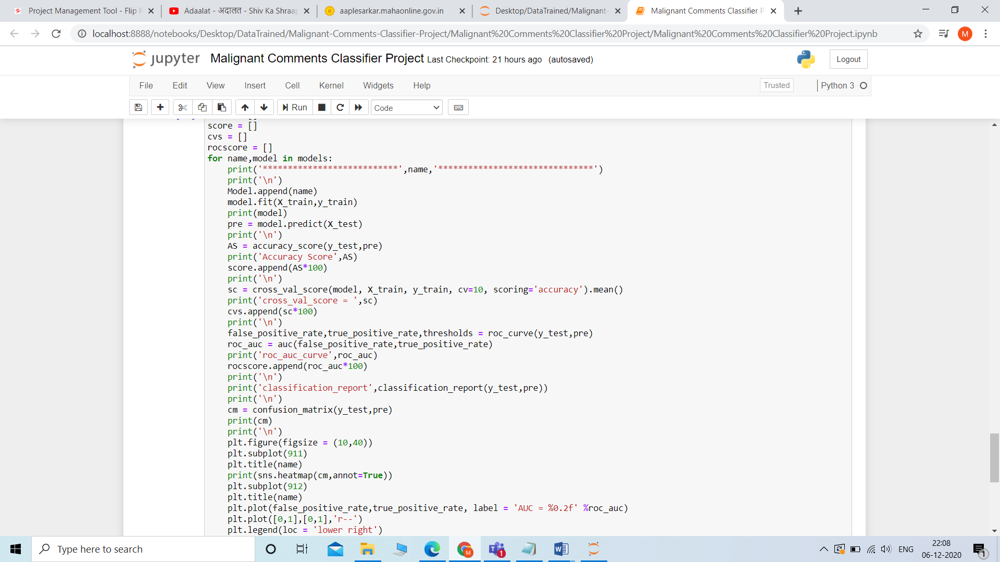 Project Management Tool - Flip R
Adaalat - अदालत - Shiv Ka Shraap
aaplesarkar.mahaonline.gov.in
Desktop/DataTrained/Malignant-
Malignant Comments Classifier P
localhost:8888/notebooks/Desktop/DataTrained/Malignant-Comments-Classifier-Project/Malignant%20Comments%20Classifier%20Project/Malignant%20Comments%20Classifier%20Project.ipynb
M
jupyter Malignant Comments Classifier Project Last Checkpoint: 21 hours ago (autosaved)
Logout
File Edit View Insert Cell Kernel Widgets Help
Trusted
Python 3
Run
Code
score = []
cvs = []
rocscore = []
for name,model in models:
    print('***************************',name,'*******************************')
    print('\n')
    Model.append(name)
    model.fit(X_train,y_train)
    print(model)
    pre = model.predict(X_test)
    print('\n')
    AS = accuracy_score(y_test,pre)
    print('Accuracy Score',AS)
    score.append(AS*100)
    print('\n')
    sc = cross_val_score(model, X_train, y_train, cv=10, scoring='accuracy').mean()
    print('cross_val_score = ',sc)
    cvs.append(sc*100)
    print('\n')
    false_positive_rate,true_positive_rate,thresholds = roc_curve(y_test,pre)
    roc_auc = auc(false_positive_rate,true_positive_rate)
    print('roc_auc_curve',roc_auc)
    rocscore.append(roc_auc*100)
    print('\n')
    print('classification_report',classification_report(y_test,pre))
    print('\n')
    cm = confusion_matrix(y_test,pre)
    print(cm)
    print('\n')
    plt.figure(figsize = (10,40))
    plt.subplot(911)
    plt.title(name)
    print(sns.heatmap(cm,annot=True))
    plt.subplot(912)
    plt.title(name)
    plt.plot(false_positive_rate,true_positive_rate, label = 'AUC = %0.2f' %roc_auc)
    plt.plot([0,1],[0,1],'r--')
    plt.legend(loc = 'lower right')
Type here to search
M
1
ENG
22:08
06-12-2020
1